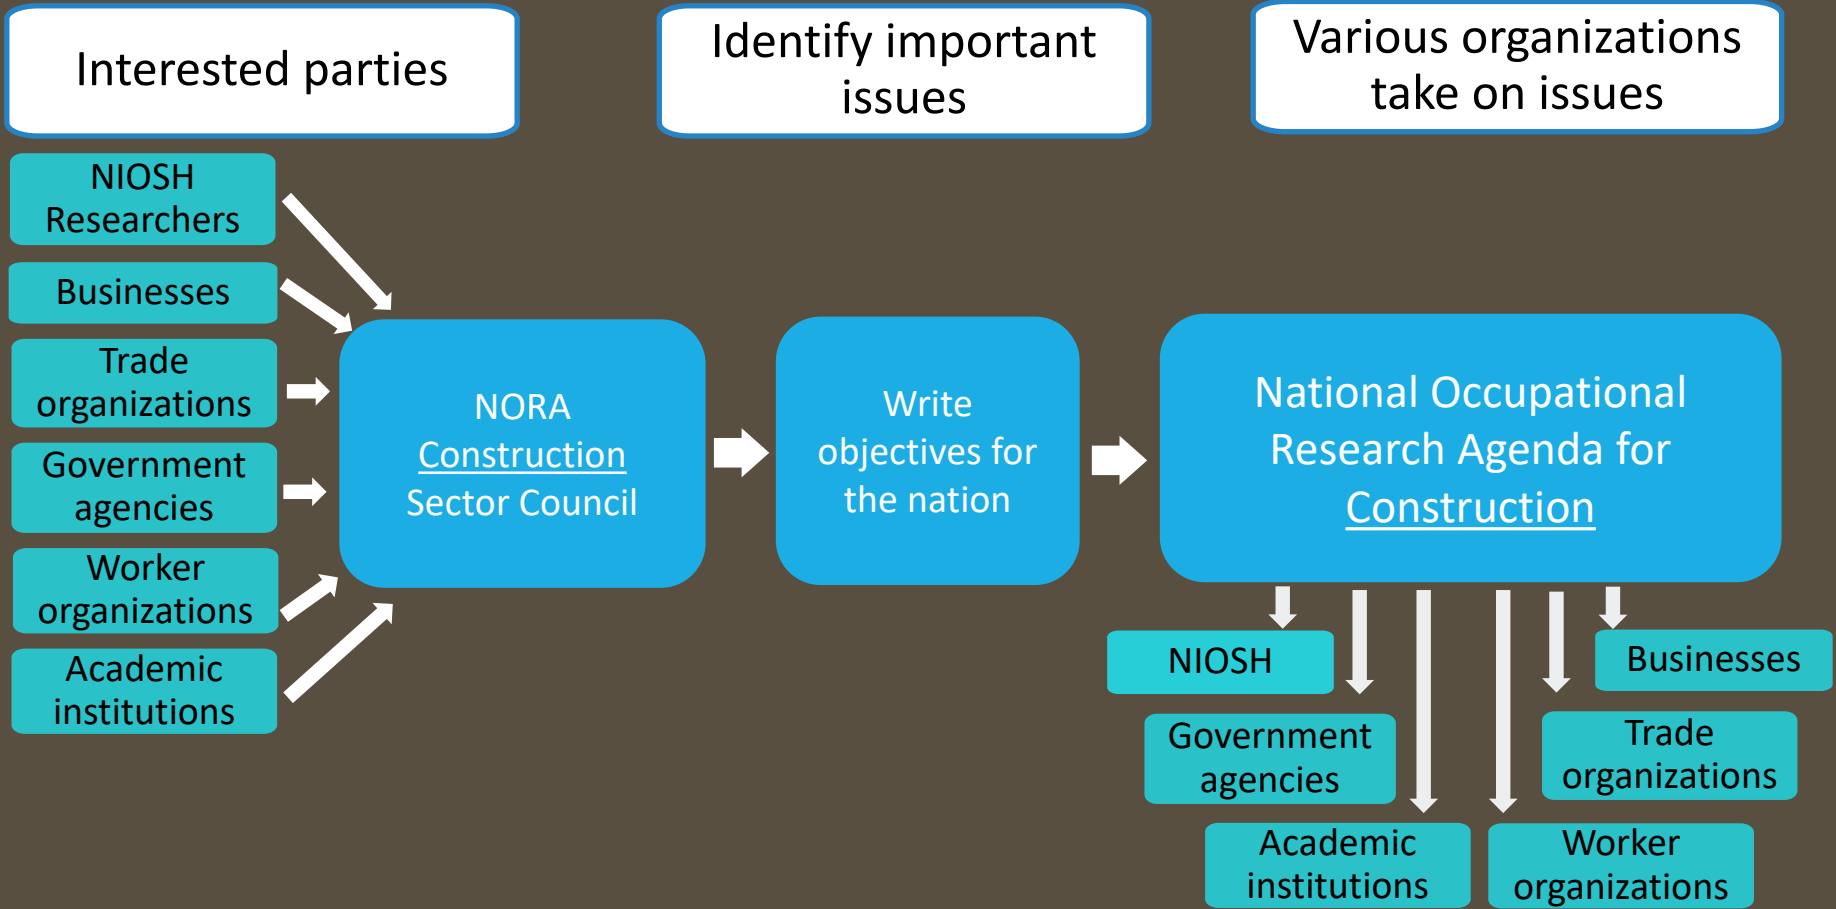 Interested parties
Identify important
issues
Various organizations
take on issues
NIOSH
Researchers
Businesses
Trade
organizations
Government
agencies
Worker
organizations
Academic
institutions
NORA
Construction
Sector Council
Write
objectives for
the nation
National Occupational
Research Agenda for
Construction
NIOSH
Businesses
Government
agencies
Trade
organizations
Academic
institutions
Worker
organizations